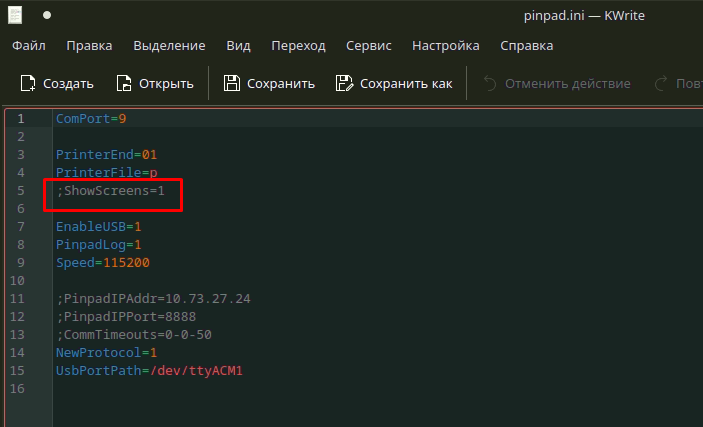 pinpad.ini — KWrite
Файл Правка Выделение Вид Переход Сервис Настройка Справка
Создать Открыть Сохранить Сохранить как Отменить действие
1 ComPort=9
2
3 PrinterEnd=01
4 PrinterFile=p
5 ;ShowScreens=1
6
7 EnableUSB=1
8 PinpadLog=1
9 Speed=115200
10
11 ;PinpadIPAddr=10.73.27.24
12 ;PinpadIPPort=8888
13 ;CommTimeouts=0-0-50
14 NewProtocol=1
15 UsbPortPath=/dev/ttyACM1
16